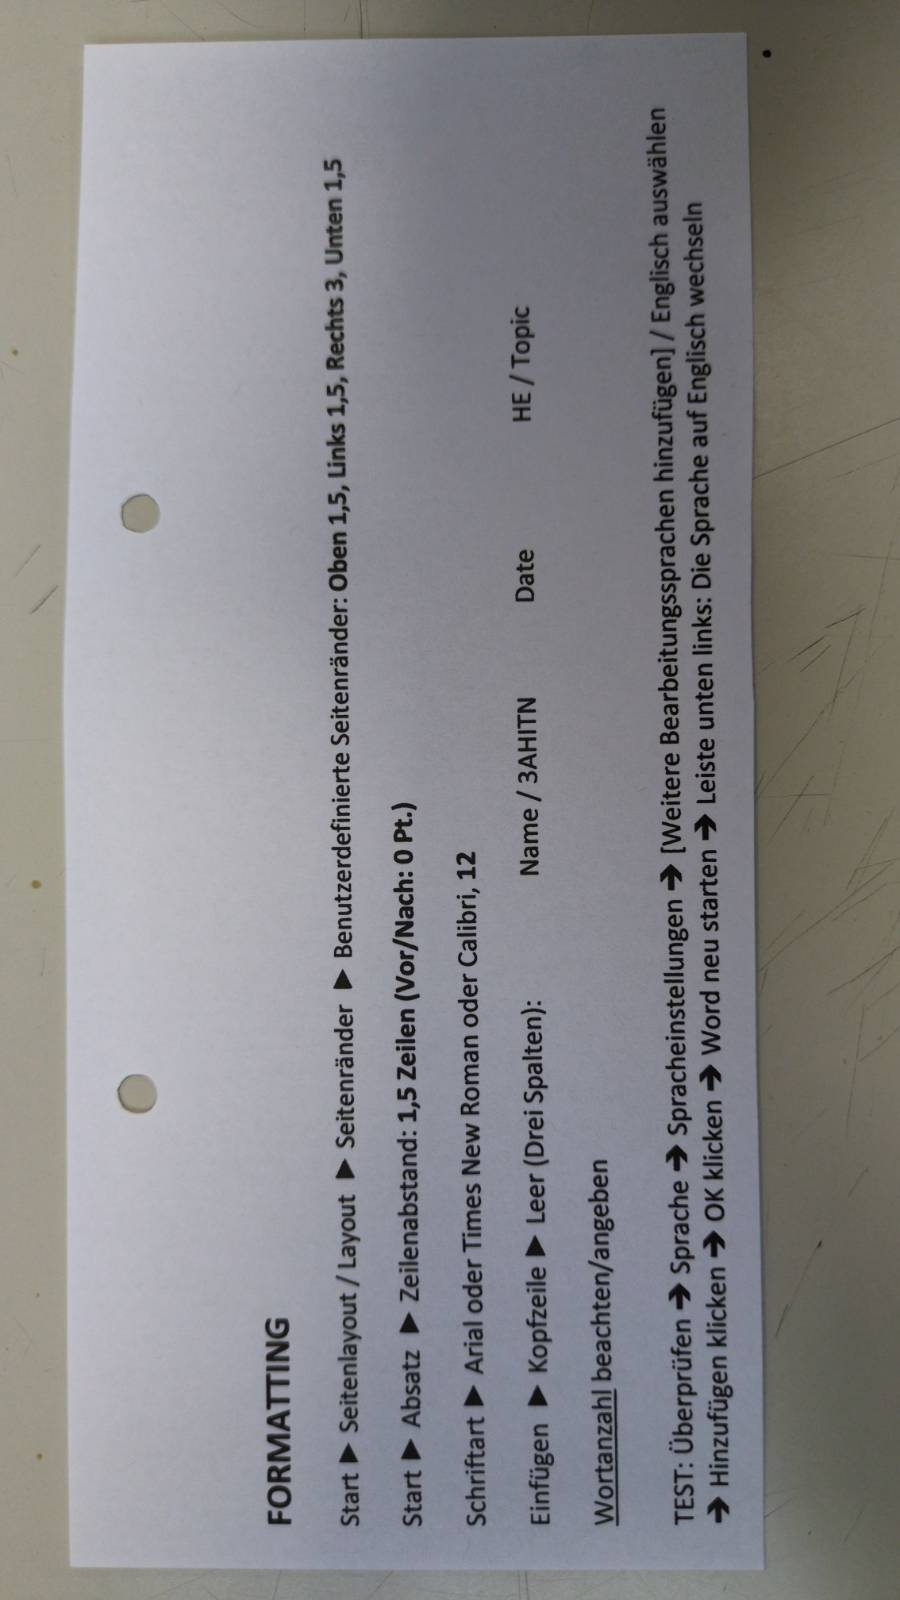 FORMATTING
Start ► Seitenlayout / Layout ► Seitenränder ► Benutzerdefinierte Seitenränder: Oben 1,5, Links 1,5, Rechts 3, Unten 1,5
Start ► Absatz ► Zeilenabstand: 1,5 Zeilen (Vor/Nach: 0 Pt.)
Schriftart ► Arial oder Times New Roman oder Calibri, 12
Einfügen ► Kopfzeile ► Leer (Drei Spalten): Name / 3AHITN Date HE / Topic
Wortanzahl beachten/angeben
TEST: Überprüfen ➔ Sprache ➔ Spracheinstellungen ➔ [Weitere Bearbeitungssprachen hinzufügen] / Englisch auswählen
➔ Hinzufügen klicken ➔ OK klicken ➔ Word neu starten ➔ Leiste unten links: Die Sprache auf Englisch wechseln